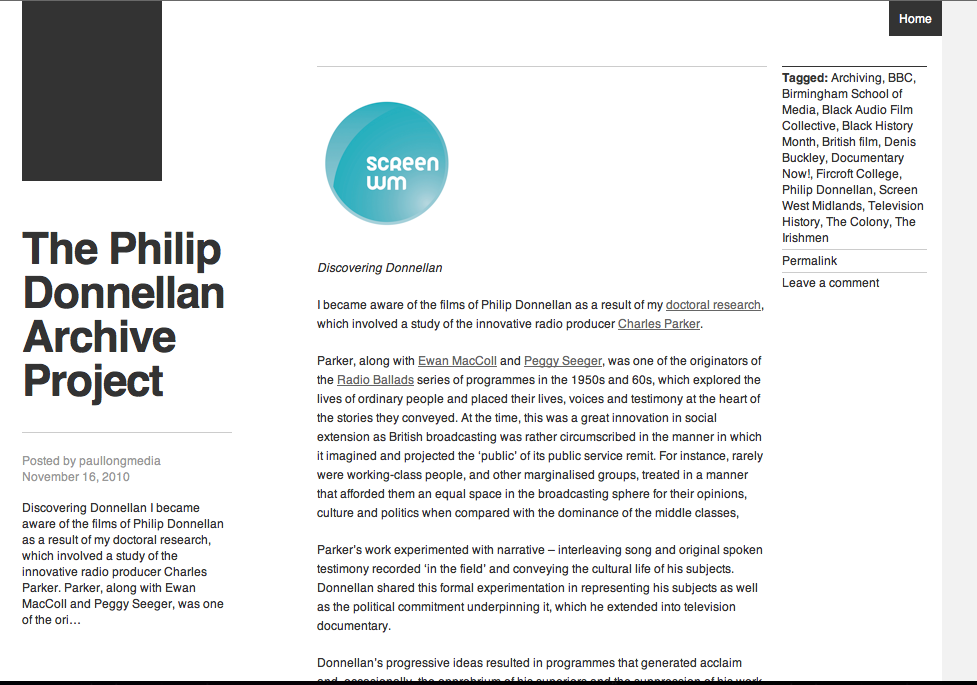 Home
The Philip
Donnellan
Archive
Project
Posted by paullongmedia
November 16, 2010
Discovering Donnellan I became
aware of the films of Philip Donnellan
as a result of my doctoral research,
which involved a study of the
innovative radio producer Charles
Parker. Parker, along with Ewan
MacColl and Peggy Seeger, was one
of the ori…
screen
wm
Discovering Donnellan
I became aware of the films of Philip Donnellan as a result of my doctoral research,
which involved a study of the innovative radio producer Charles Parker.
Parker, along with Ewan MacColl and Peggy Seeger, was one of the originators of
the Radio Ballads series of programmes in the 1950s and 60s, which explored the
lives of ordinary people and placed their lives, voices and testimony at the heart of
the stories they conveyed. At the time, this was a great innovation in social
extension as British broadcasting was rather circumscribed in the manner in which
it imagined and projected the ‘public’ of its public service remit. For instance, rarely
were working-class people, and other marginalised groups, treated in a manner
that afforded them an equal space in the broadcasting sphere for their opinions,
culture and politics when compared with the dominance of the middle classes,
Parker’s work experimented with narrative – interleaving song and original spoken
testimony recorded ‘in the field’ and conveying the cultural life of his subjects.
Donnellan shared this formal experimentation in representing his subjects as well
as the political commitment underpinning it, which he extended into television
documentary.
Donnellan’s progressive ideas resulted in programmes that generated acclaim
and, occasionally, the opprobrium of his superiors and the suppression of his work
Tagged: Archiving, BBC,
Birmingham School of
Media, Black Audio Film
Collective, Black History
Month, British film, Denis
Buckley, Documentary
Now!, Fircroft College,
Philip Donnellan, Screen
West Midlands, Television
History, The Colony, The
Irishmen
Permalink
Leave a comment